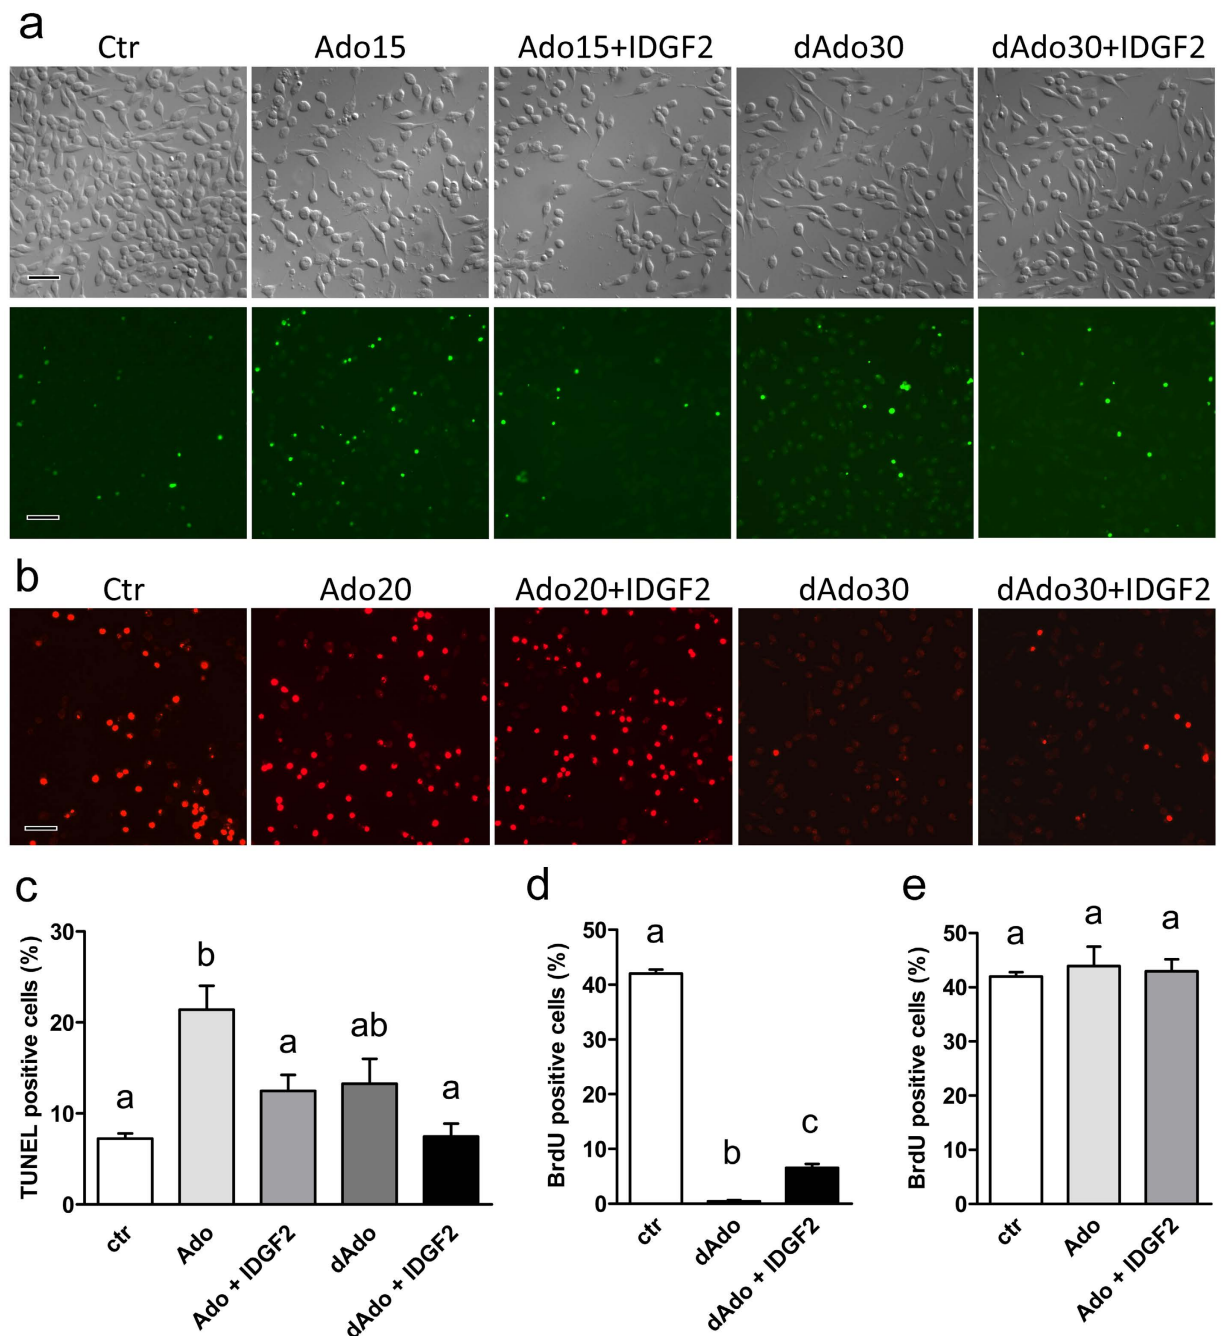 a
Ctr Ado15 Ado15+IDGF2 dAdo30 dAdo30+IDGF2
b
Ctr Ado20 Ado20+IDGF2 dAdo30 dAdo30+IDGF2
c
TUNEL positive cells (%)
30
20
10
0
a b a ab a
ctr Ado Ado + IDGF2 dAdo dAdo + IDGF2
d
BrdU positive cells (%)
50
40
30
20
10
0
a b c
ctr dAdo dAdo + IDGF2
e
BrdU positive cells (%)
50
40
30
20
10
0
a a a
ctr Ado Ado + IDGF2